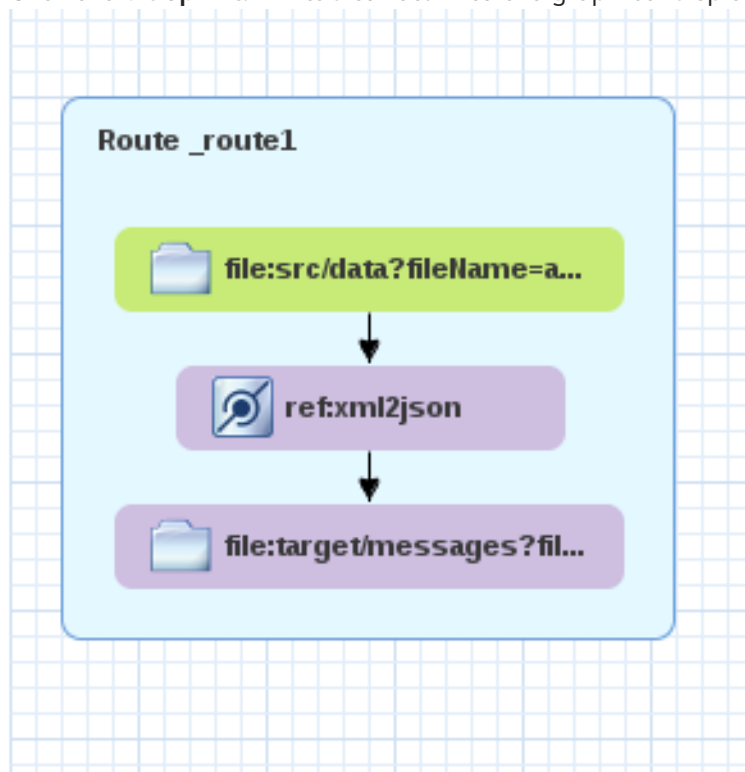 Route _route1
file:src/data?fileName=a...
ref:xml2json
file:target/messages?fil...